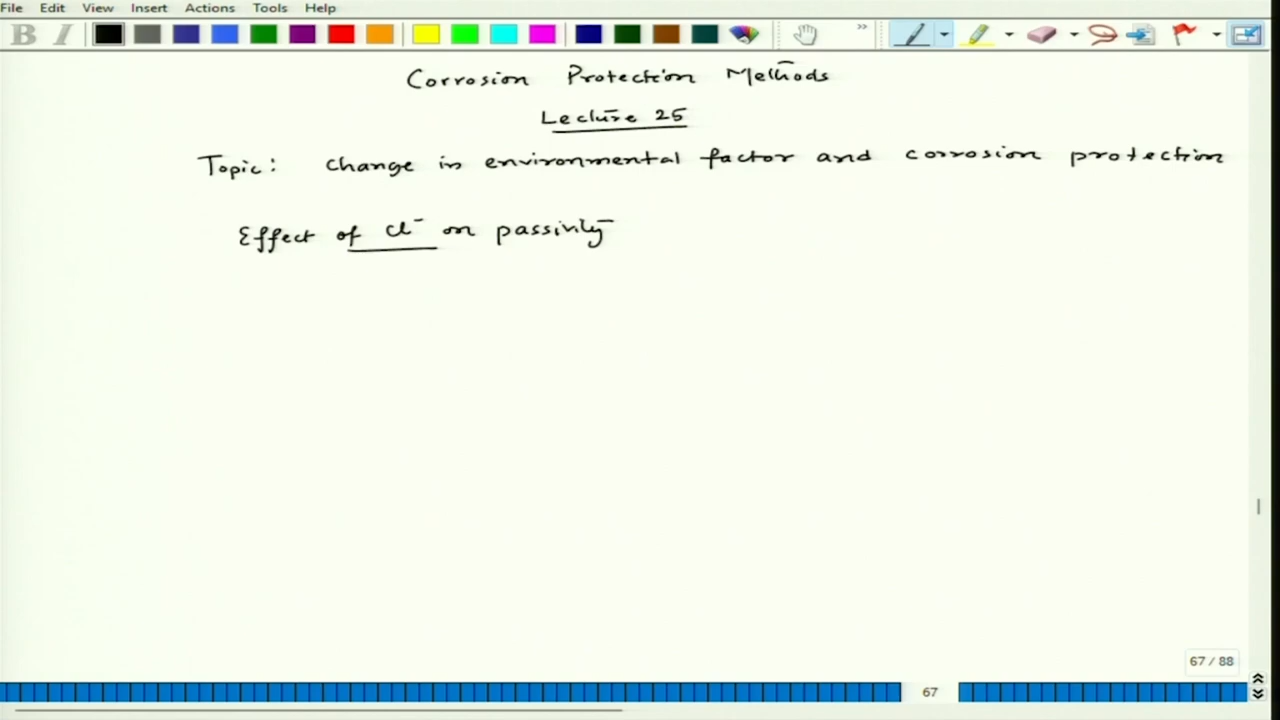 File Edit View Insert Actions Tools Help
B I
Corrosion Protection Methods
Lecture 25
Topic: Change in environmental factor and corrosion protection
Effect of Cl⁻ on passivity
67 / 88
67